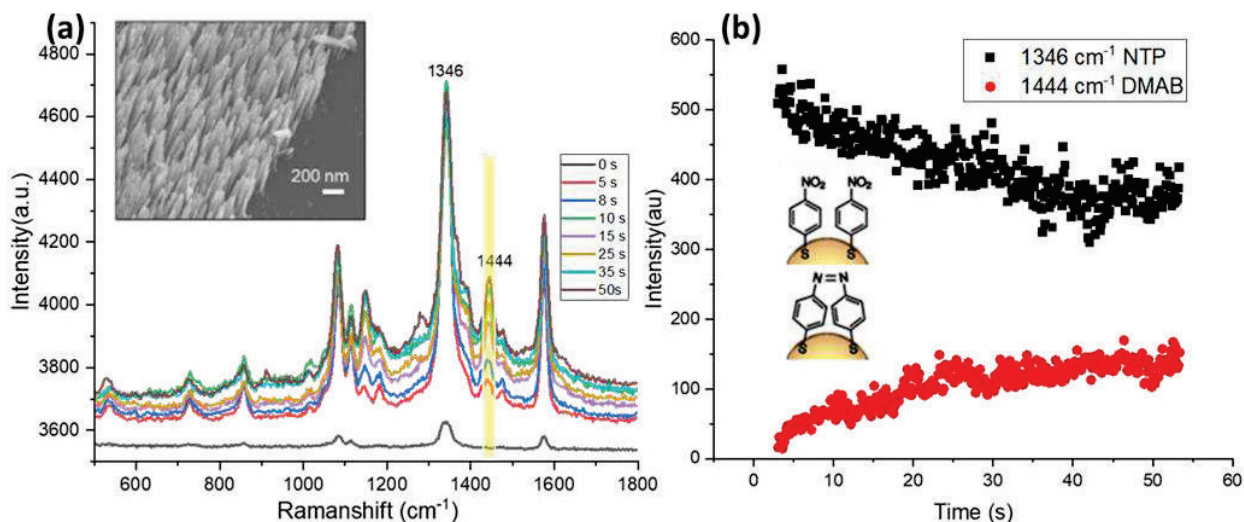 (a)
4800
4600
4400
4200
4000
3800
3600
Intensity(a.u.)
200 nm
1346
1444
0 s
5 s
8 s
10 s
15 s
25 s
35 s
50s
600 800 1000 1200 1400 1600 1800
Ramanshift (cm⁻¹)
(b)
600
500
400
300
200
100
0
Intensity(au)
1346 cm⁻¹ NTP
1444 cm⁻¹ DMAB
NO₂ NO₂
S S
N=N
S S
0 10 20 30 40 50 60
Time (s)